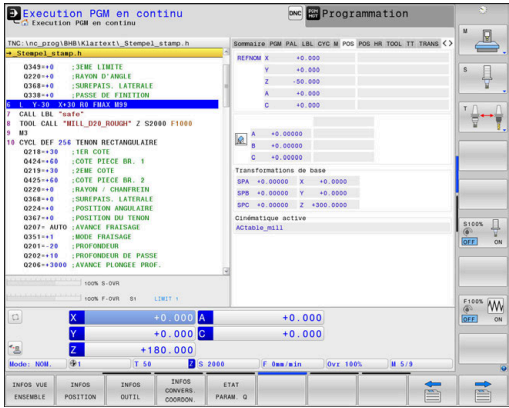 Execution PGM en continu
Execution PGM en continu
DNC
Programmation
TNC:\nc_prog\BHB\Klartext\_Stempel_stamp.h
→_Stempel_stamp.h
Q349=+0 ;3EME LIMITE
Q220=+0 ;RAYON D'ANGLE
Q368=+0 ;SUREPAIS. LATERALE
Q338=+0 ;PASSE DE FINITION
6 L Y-30 X+30 R0 FMAX M99
7 CALL LBL "safe"
8 TOOL CALL "MILL_D20_ROUGH" Z S2000 F1000
9 M3
10 CYCL DEF 256 TENON RECTANGULAIRE
Q218=+30 ;1ER COTE
Q424=+60 ;COTE PIECE BR. 1
Q219=+30 ;2EME COTE
Q425=+60 ;COTE PIECE BR. 2
Q220=+0 ;RAYON / CHANFREIN
Q368=+0 ;SUREPAIS. LATERALE
Q224=+0 ;POSITION ANGULAIRE
Q367=+0 ;POSITION DU TENON
Q207= AUTO ;AVANCE FRAISAGE
Q351=+1 ;MODE FRAISAGE
Q201=-20 ;PROFONDEUR
Q202=+10 ;PROFONDEUR DE PASSE
Q206=+3000 ;AVANCE PLONGEE PROF.
Sommaire PGM PAL LBL CYC M POS POS HR TOOL TT TRANS
REFNOM X +0.000
Y +0.000
Z -50.000
A +0.000
C +0.000
A +0.00000
B +0.00000
C +0.00000
Transformations de base
SPA +0.00000 X +0.0000
SPB +0.00000 Y +0.0000
SPC +0.00000 Z +300.0000
Cinématique active
ACtable_mill
100% S-OVR
100% F-OVR S1 LIMIT 1
X +0.000 A +0.000
Y +0.000 C +0.000
Z +180.000
Mode: NOM. 1 T 50 Z S 2000 F 0mm/min Ovr 100% M 5/9
INFOS VUE ENSEMBLE
INFOS POSITION
INFOS OUTIL
INFOS CONVERS. COORDON.
ETAT PARAM. Q
M
S
T
S100%
OFF ON
F100%
OFF ON